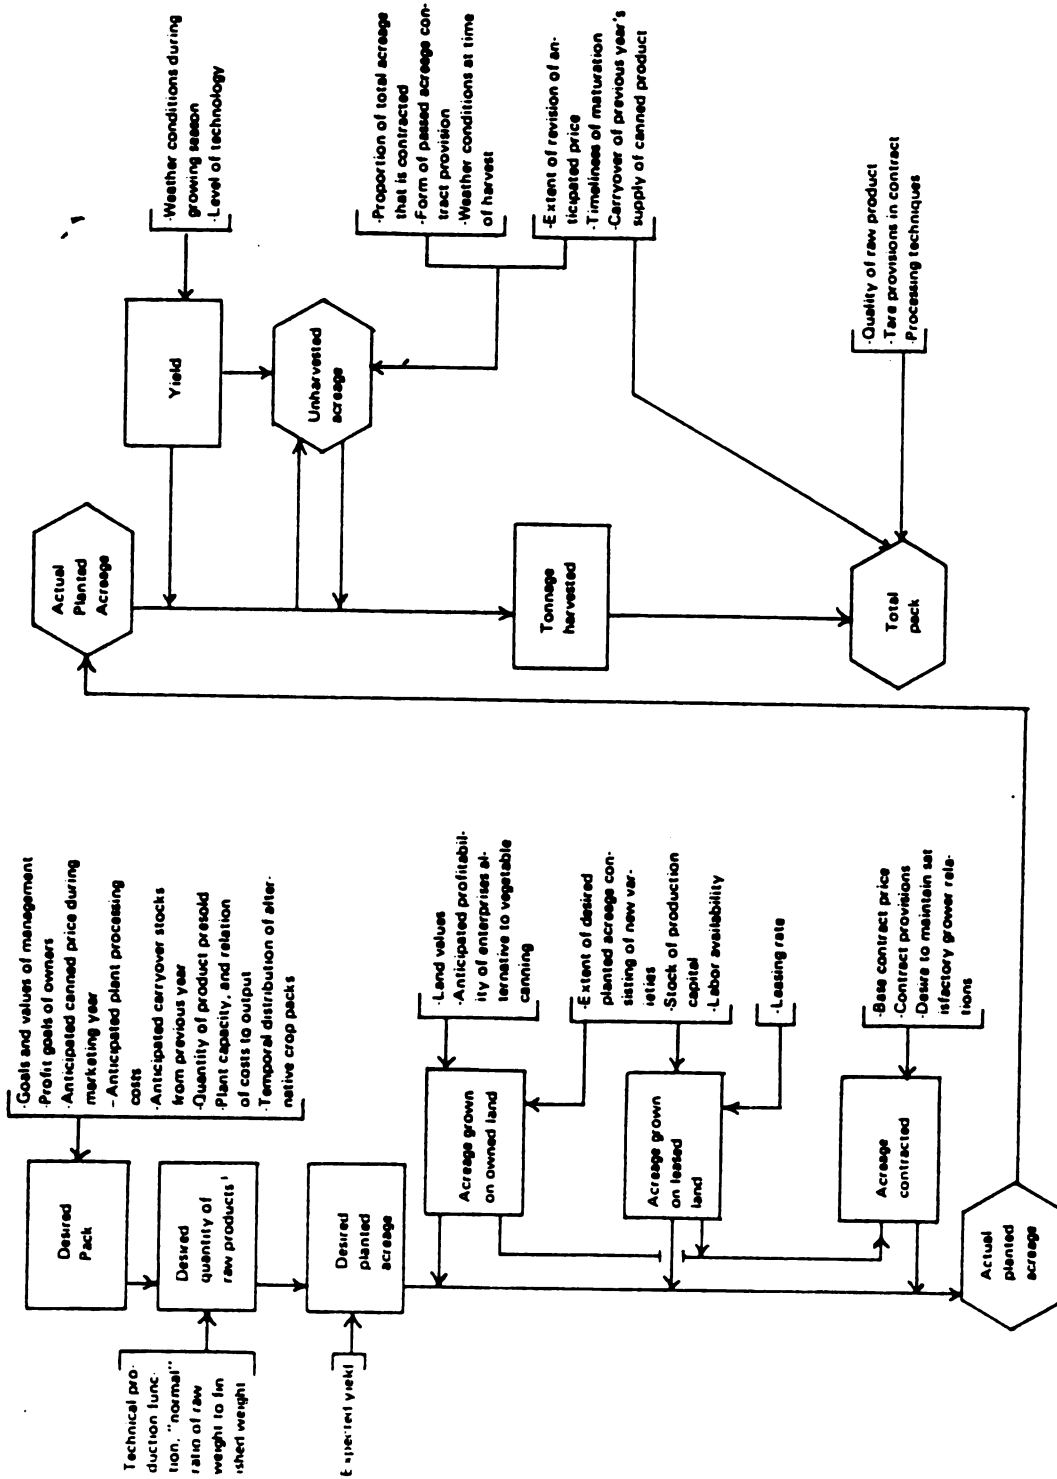 ·Goals and values of management
·Profit goals of owners
·Anticipated canned price during
marketing year
– Anticipated plant processing
costs
·Anticipated carryover stocks
from previous year
·Quantity of product presold
·Plant capacity, and relation
of costs to output
·Temporal distribution of alter-
native crop packs
Desired
Pack
Technical pro-
duction func-
tion, "normal"
ratio of raw
weight to fin
ished weight
Desired
quantity of
raw products¹
Expected yield
Desired
planted
acreage
·Land values
·Anticipated profitabil-
ity of enterprises al-
ternative to vegetable
canning
Acreage grown
on owned land
·Extent of desired
planted acreage con-
sisting of new var-
ieties
·Stock of production
capital
·Labor availability
Acreage grown
on leased
land
·Leasing rate
·Base contract price
·Contract provisions
·Desire to maintain sat
isfactory grower rela-
tions
Acreage
contracted
Actual
planted
acreage
Actual
Planted
Acreage
Yield
·Weather conditions during
growing season
·Level of technology
Unharvested
acreage
·Proportion of total acreage
that is contracted
·Form of passed acreage con-
tract provision
·Weather conditions at time
of harvest
·Extent of revision of an-
ticipated price
·Timeliness of maturation
·Carryover of previous year's
supply of canned product
Tonnage
harvested
Total
pack
·Quality of raw product
·Tare provisions in contract
·Processing techniques